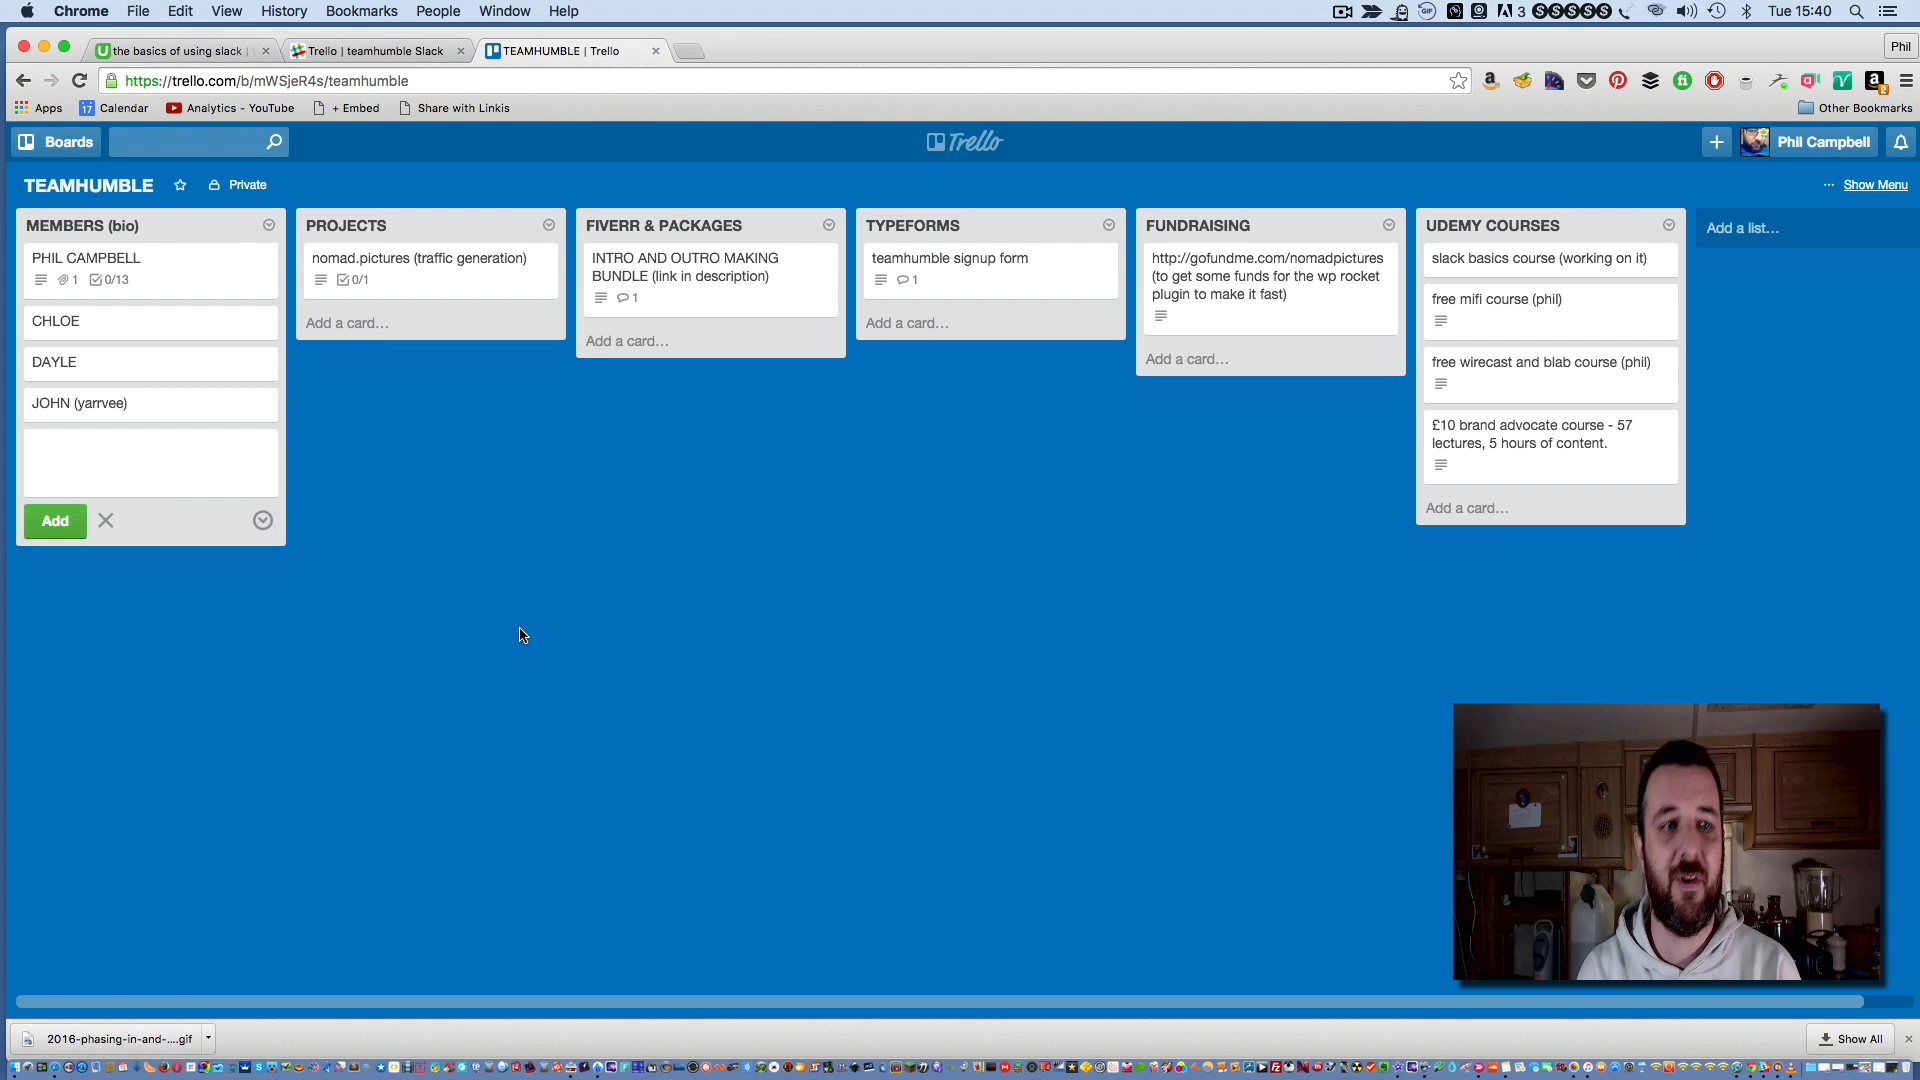 Chrome File Edit View History Bookmarks People Window Help
3 Tue 15:40
the basics of using slack
Trello | teamhumble Slack
TEAMHUMBLE | Trello
Phil
https://trello.com/b/mWSjeR4s/teamhumble
Apps
17 Calendar
Analytics - YouTube
+ Embed
Share with Linkis
Other Bookmarks
Boards
Trello
Phil Campbell
TEAMHUMBLE
Private
... Show Menu
MEMBERS (bio)
PHIL CAMPBELL
1 0/13
CHLOE
DAYLE
JOHN (yarrvee)
Add
PROJECTS
nomad.pictures (traffic generation)
0/1
Add a card…
FIVERR & PACKAGES
INTRO AND OUTRO MAKING
BUNDLE (link in description)
1
Add a card…
TYPEFORMS
teamhumble signup form
1
Add a card…
FUNDRAISING
http://gofundme.com/nomadpictures
(to get some funds for the wp rocket
plugin to make it fast)
Add a card…
UDEMY COURSES
slack basics course (working on it)
free mifi course (phil)
free wirecast and blab course (phil)
£10 brand advocate course - 57
lectures, 5 hours of content.
Add a card…
Add a list…
2016-phasing-in-and-....gif
Show All